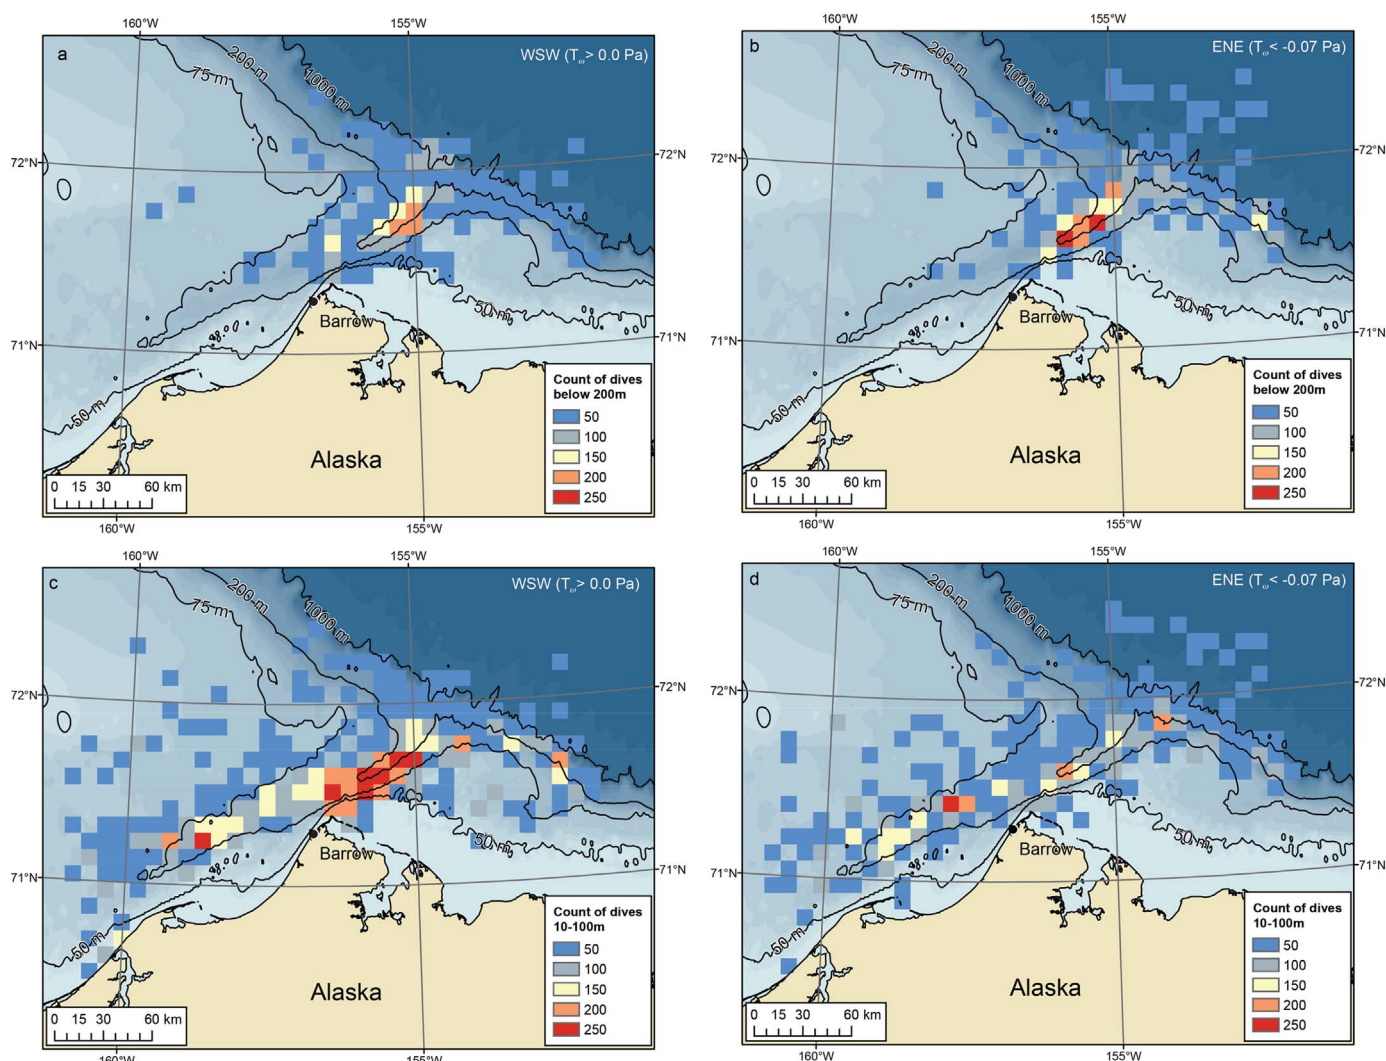 160°W
155°W
a
WSW (Tω> 0.0 Pa)
200 m
75 m
1000 m
72°N
72°N
Barrow
50 m
71°N
71°N
50 m
Alaska
Count of dives
below 200m
50
100
150
200
250
0 15 30 60 km
160°W
155°W
160°W
155°W
b
ENE (Tω< -0.07 Pa)
200 m
75 m
1000 m
72°N
72°N
Barrow
50 m
71°N
71°N
50 m
Alaska
Count of dives
below 200m
50
100
150
200
250
0 15 30 60 km
160°W
155°W
160°W
155°W
c
WSW (Tω> 0.0 Pa)
200 m
75 m
1000 m
72°N
72°N
Barrow
50 m
71°N
71°N
50 m
Alaska
Count of dives
10-100m
50
100
150
200
250
0 15 30 60 km
160°W
155°W
160°W
155°W
d
ENE (Tω< -0.07 Pa)
200 m
75 m
1000 m
72°N
72°N
Barrow
50 m
71°N
71°N
50 m
Alaska
Count of dives
10-100m
50
100
150
200
250
0 15 30 60 km
160°W
155°W